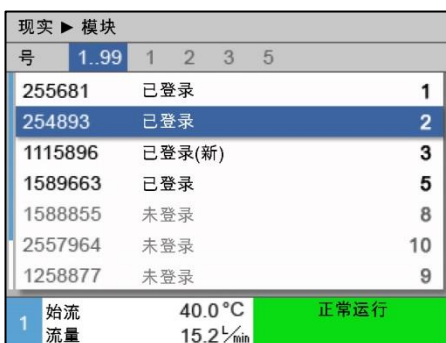 现实 ▶ 模块
号 1..99 1 2 3 5
255681 已登录 1
254893 已登录 2
1115896 已登录(新) 3
1589663 已登录 5
1588855 未登录 8
2557964 未登录 10
1258877 未登录 9
1 始流 40.0 °C 正常运行
流量 15.2 L/min